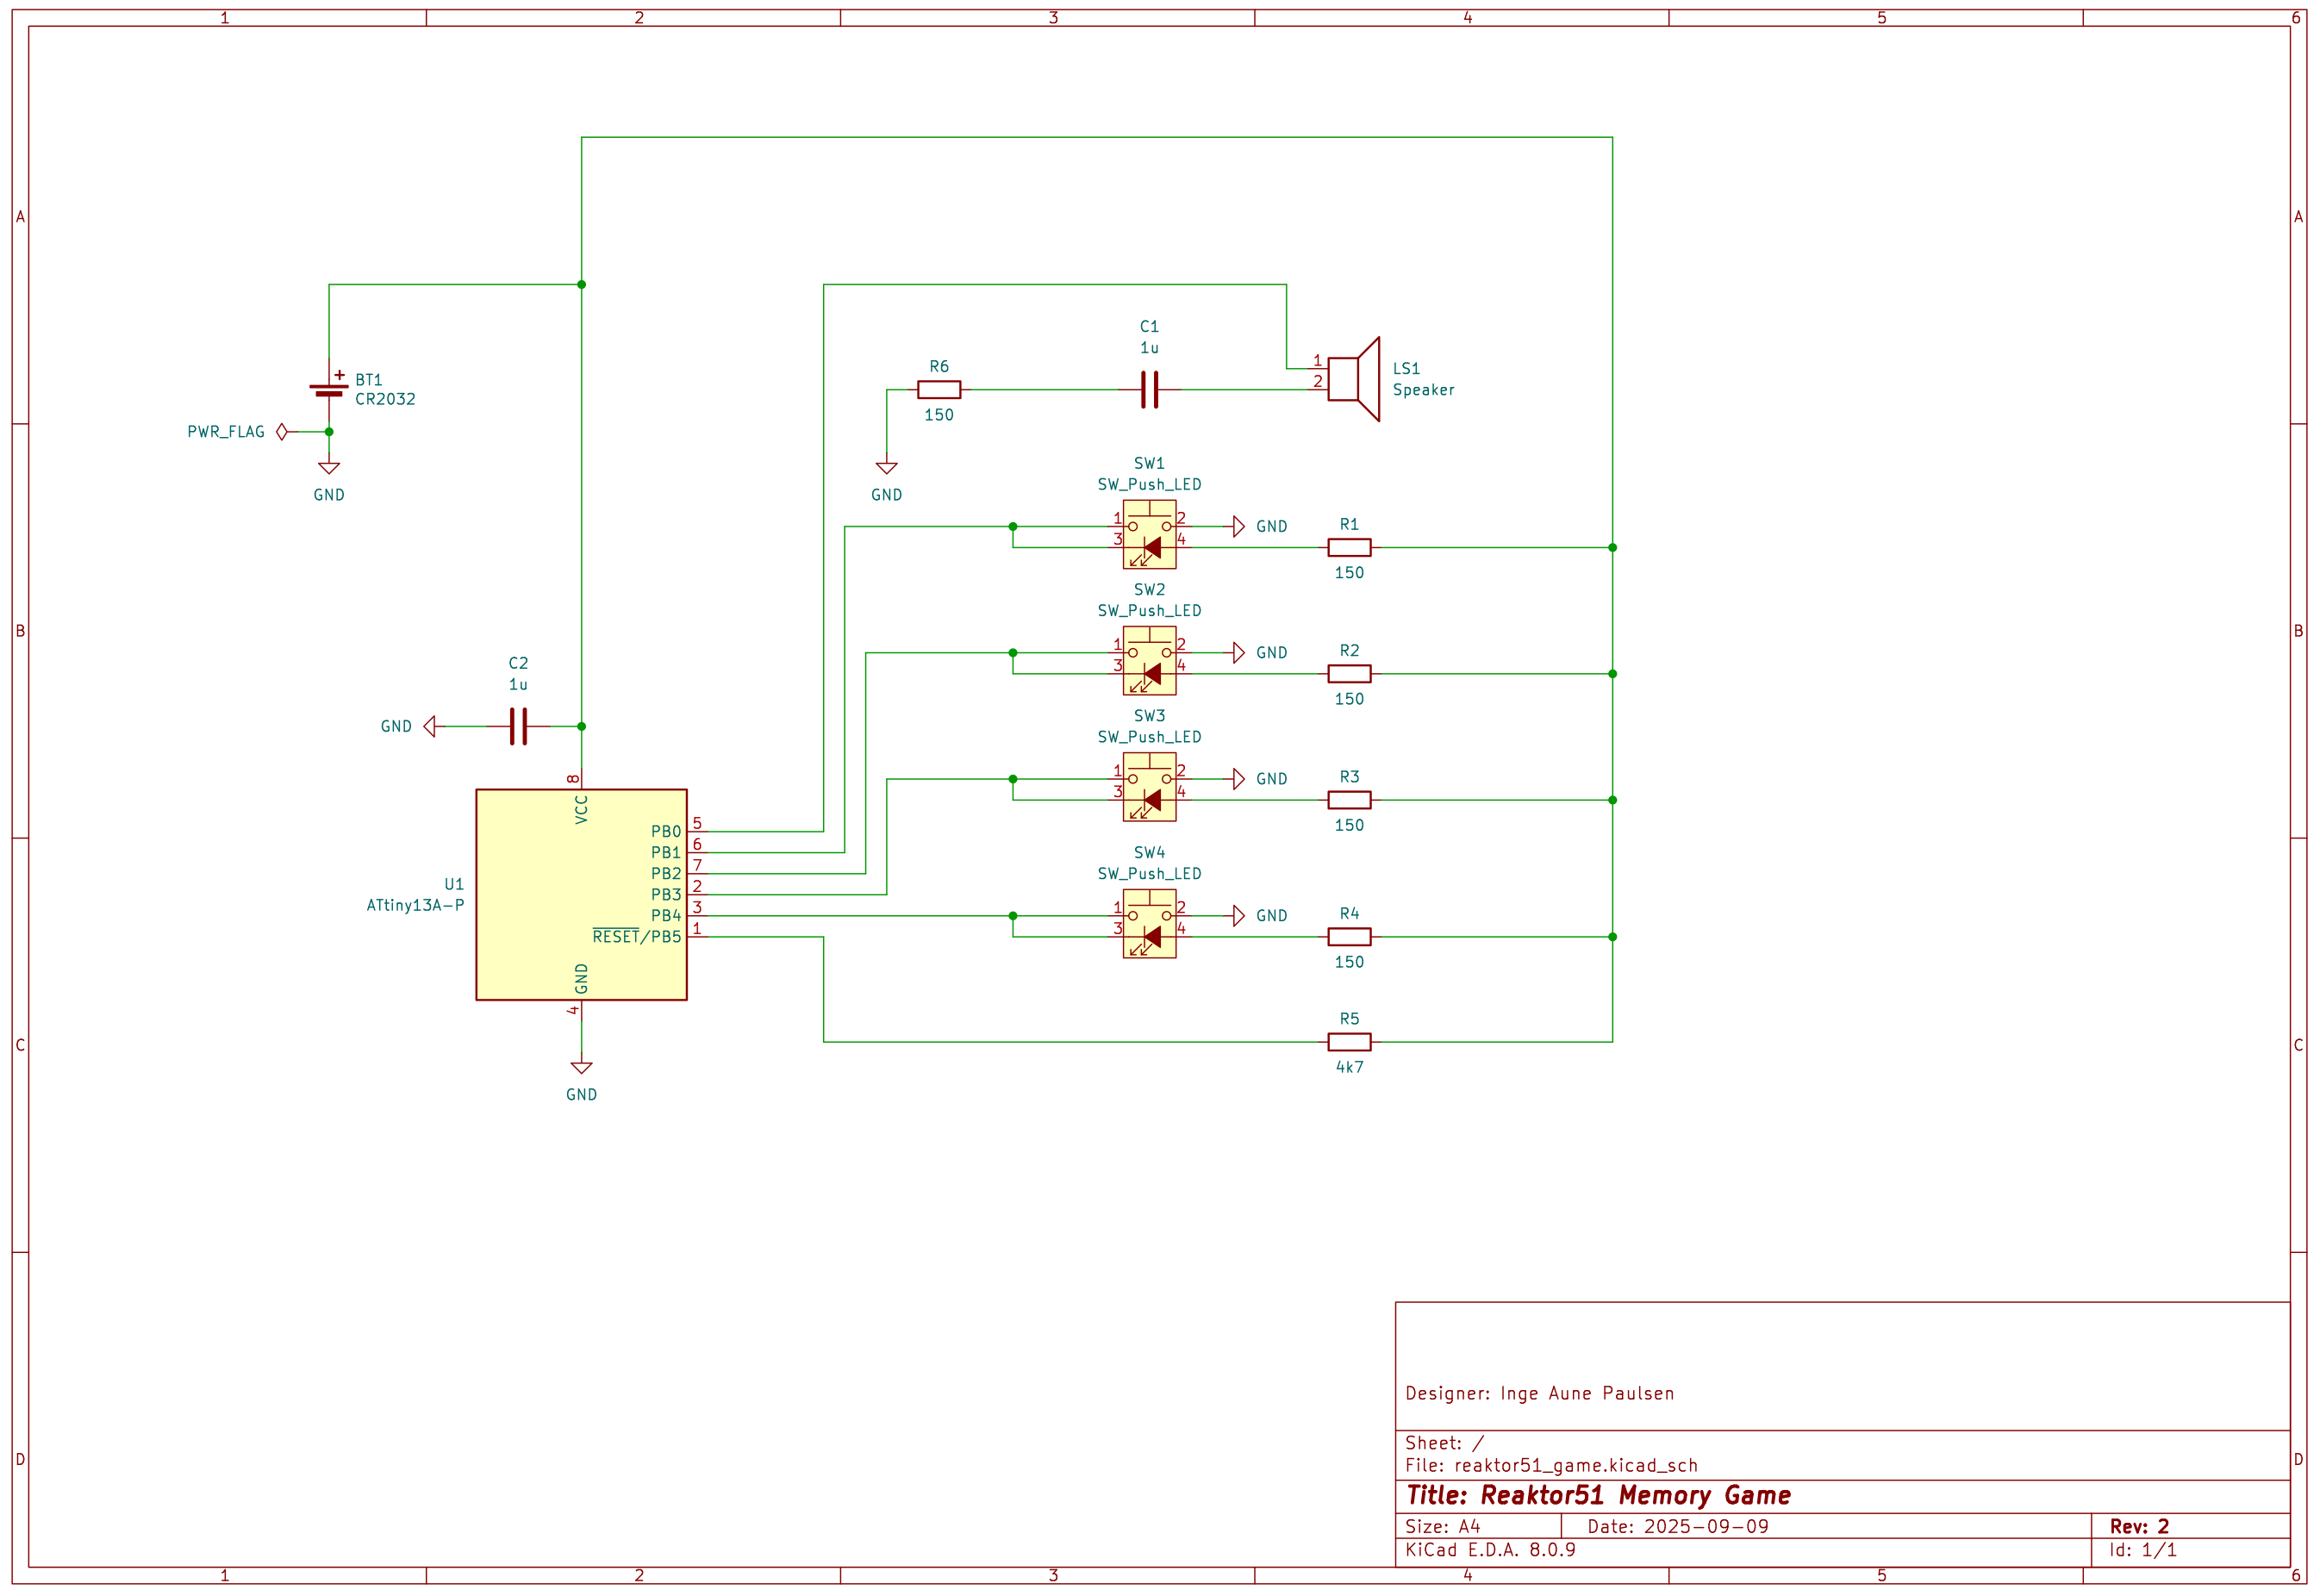 1 2 3 4 5 6
A A
C1
1u
R6
150
1
2
LS1
Speaker
BT1
CR2032
+
PWR_FLAG
GND
GND
SW1
SW_Push_LED
1 2
3 4
GND
R1
150
SW2
SW_Push_LED
1 2
3 4
GND
R2
150
B B
C2
1u
GND
SW3
SW_Push_LED
1 2
3 4
GND
R3
150
8
VCC
PB0 5
PB1 6
PB2 7
PB3 2
PB4 3
RESET/PB5 1
U1
ATtiny13A-P
GND
4
GND
SW4
SW_Push_LED
1 2
3 4
GND
R4
150
R5
4k7
C C
Designer: Inge Aune Paulsen
Sheet: /
File: reaktor51_game.kicad_sch
D D
Title: Reaktor51 Memory Game
Size: A4 Date: 2025-09-09 Rev: 2
KiCad E.D.A. 8.0.9 Id: 1/1
1 2 3 4 5 6